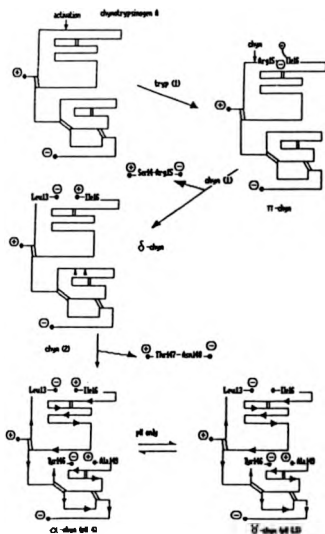 chymotrypsinogen A
activation
tryp (1)
chym
Arg15
Ile16
π-chym
Ser14-Arg15
chym (1)
Leu13
Ile16
δ-chym
chym (2)
Thr147-Asn148
Leu13
Ile16
Tyr146
Ala149
pH only
Leu13
Ile16
Tyr146
Ala149